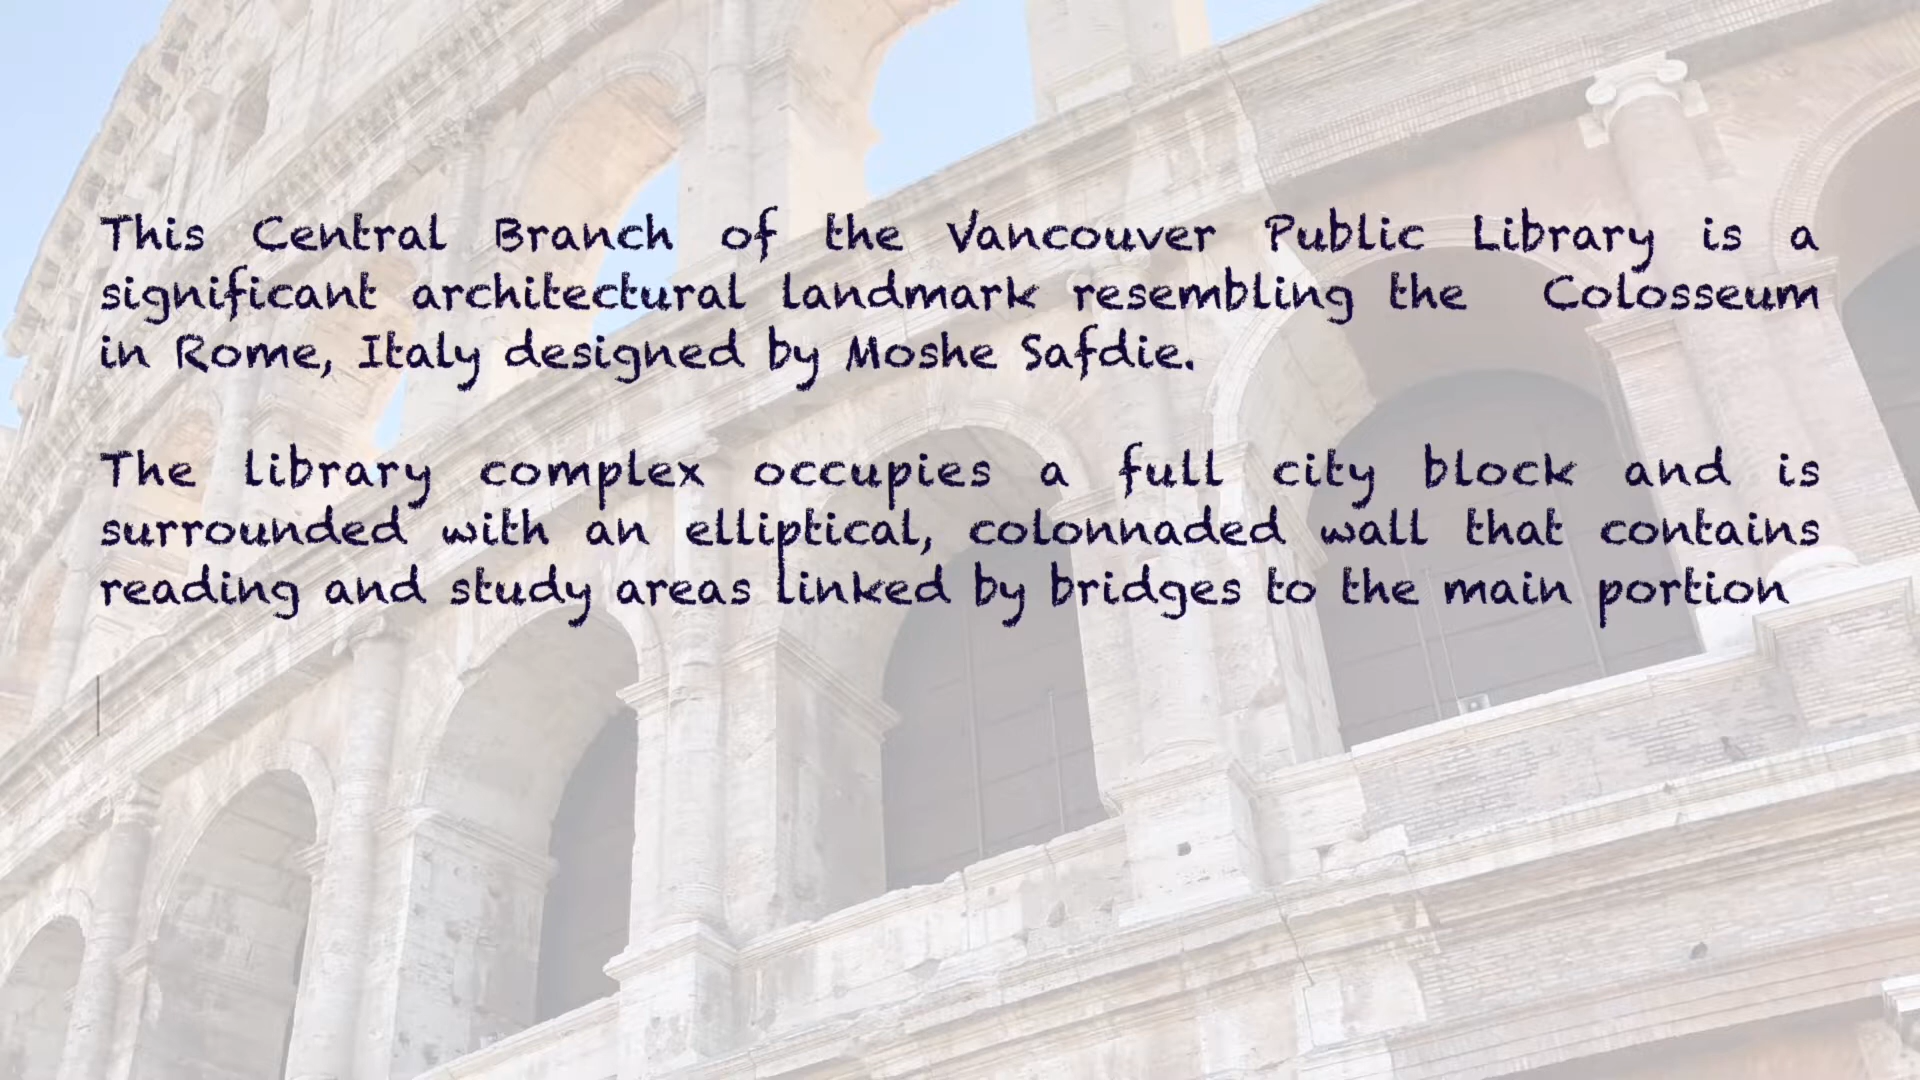 This Central Branch of the Vancouver Public Library is a
significant architectural landmark resembling the Colosseum
in Rome, Italy designed by Moshe Safdie.
The library complex occupies a full city block and is
surrounded with an elliptical, colonnaded wall that contains
reading and study areas linked by bridges to the main portion